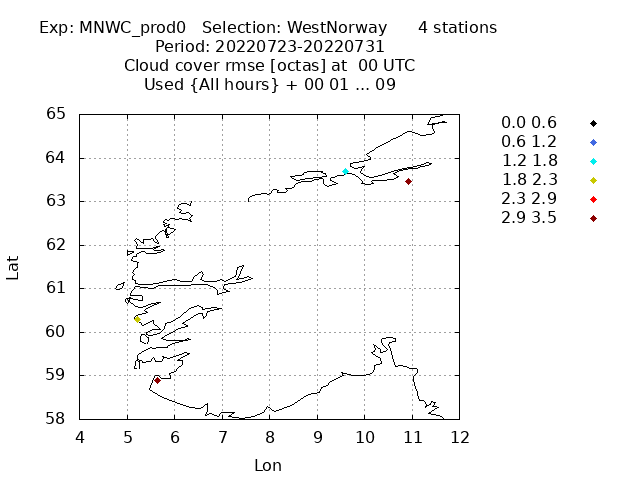 Exp: MNWC_prod0   Selection: WestNorway      4 stations
Period: 20220723-20220731
Cloud cover rmse [octas] at  00 UTC
Used {All hours} + 00 01 ... 09
65
64
63
62
61
60
59
58
Lat
4 5 6 7 8 9 10 11 12
Lon
0.0 0.6
0.6 1.2
1.2 1.8
1.8 2.3
2.3 2.9
2.9 3.5